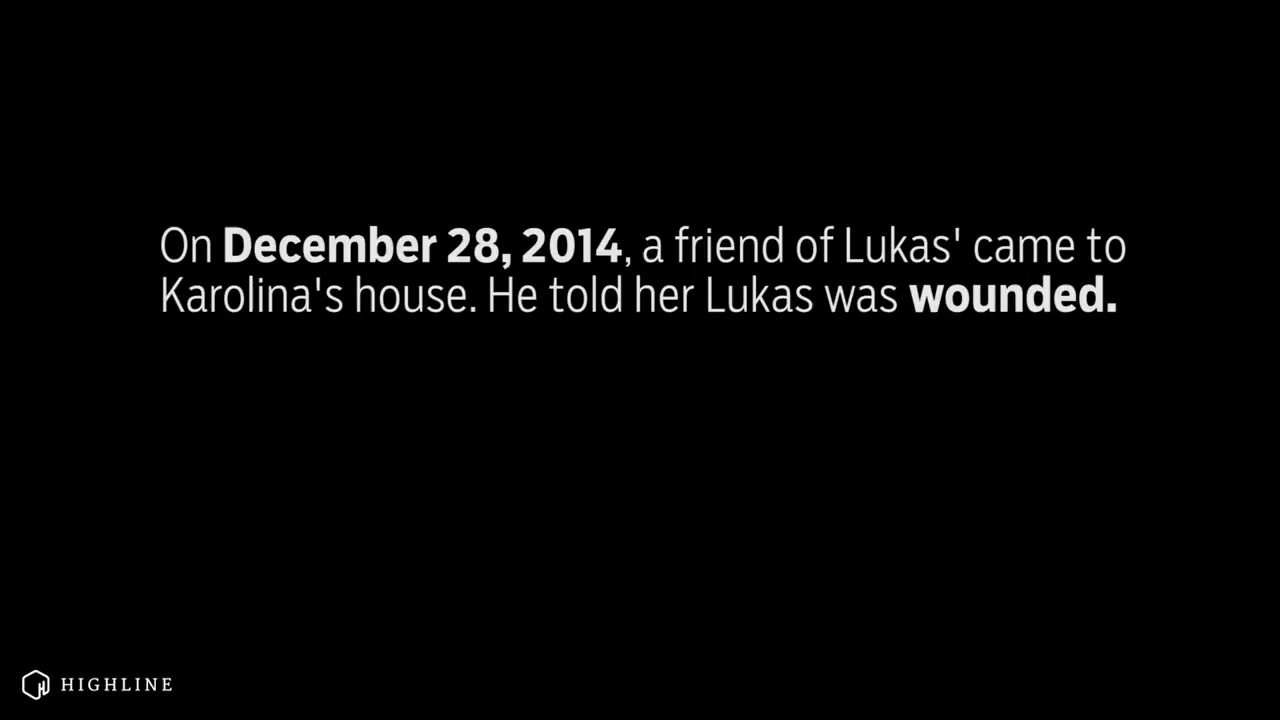 On December 28, 2014, a friend of Lukas' came to
Karolina's house. He told her Lukas was wounded.
HIGHLINE